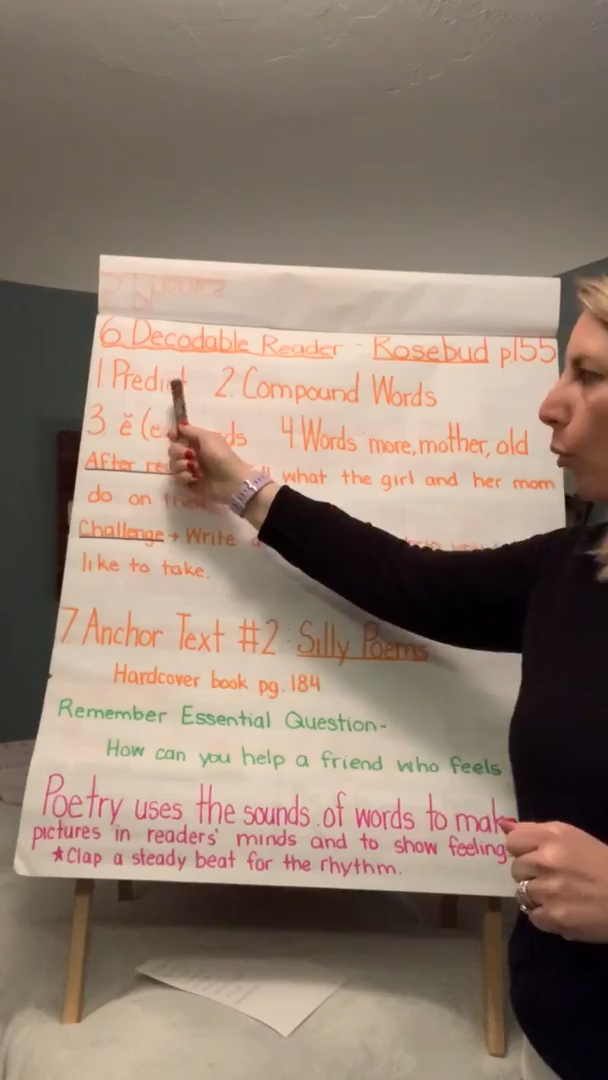 6. Decodable Reader - Rosebud p155
1 Predict 2. Compound Words
3. ĕ (e ds 4 Words more, mother, old
After re what the girl and her mom
do on
Challenge → Write
like to take.
7 Anchor Text #2: Silly Poems
Hardcover book pg. 184
Remember Essential Question-
How can you help a friend who feels
Poetry uses the sounds of words to mak
pictures in readers' minds and to show feeling
*Clap a steady beat for the rhythm.